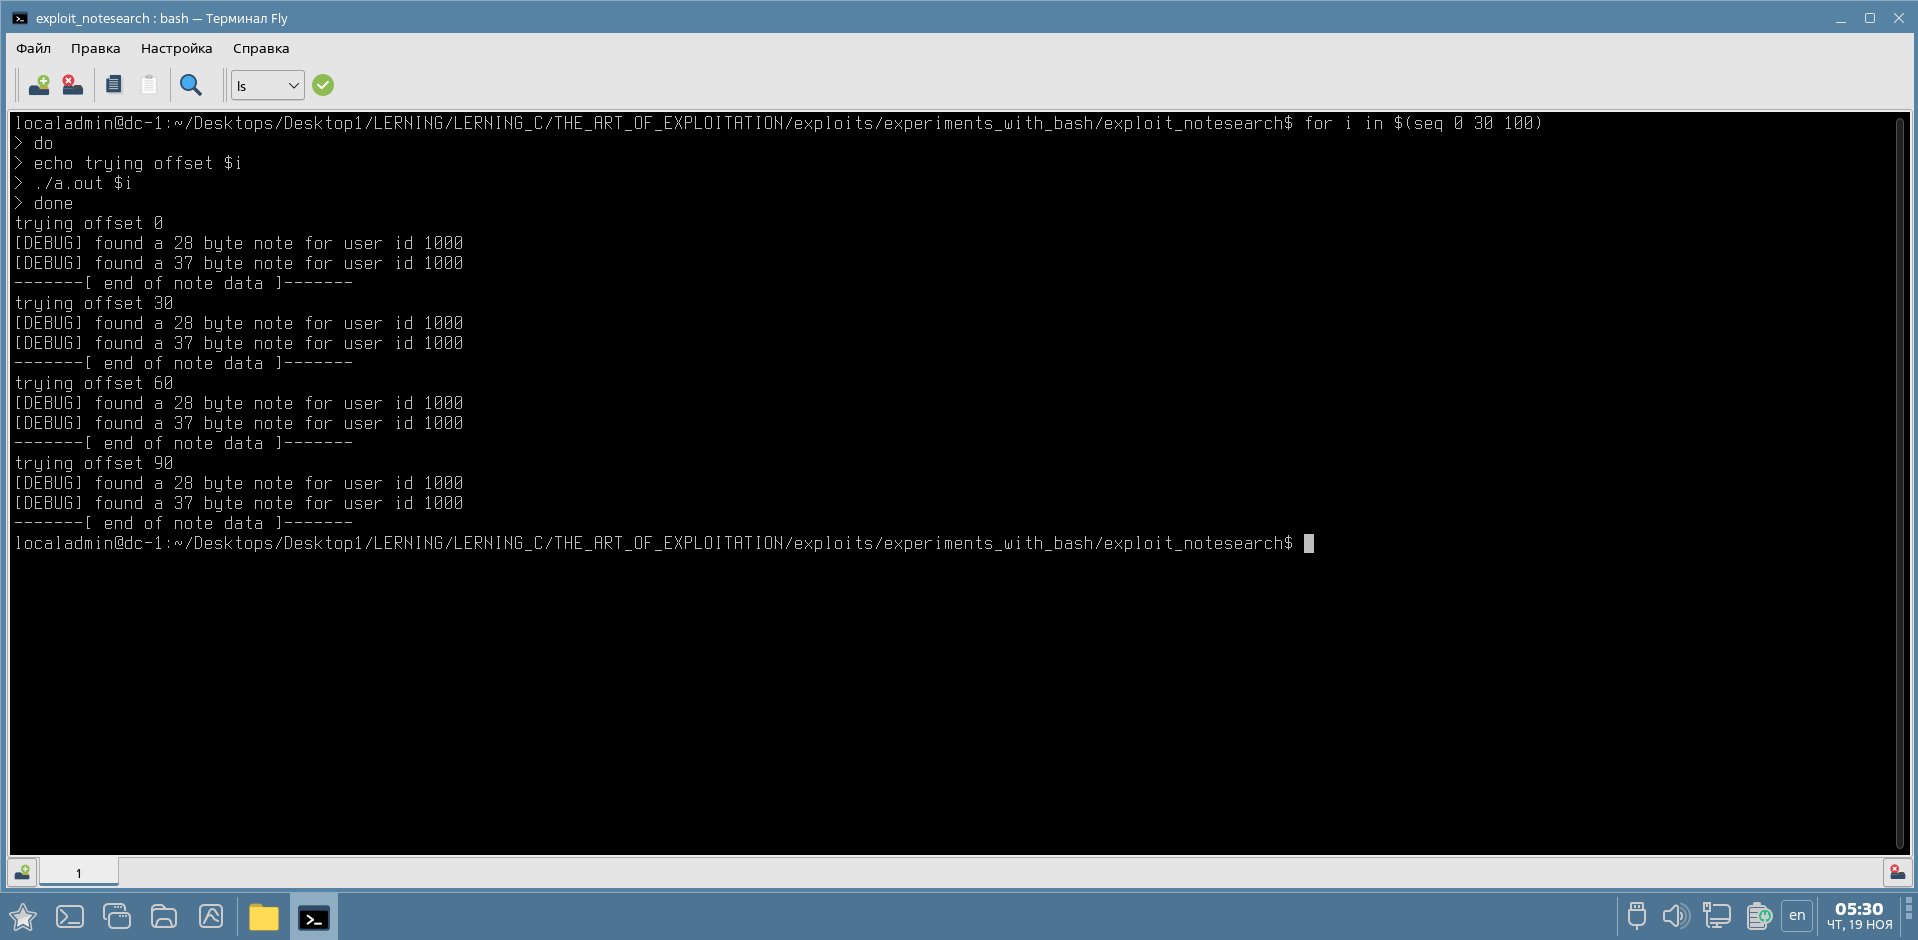 exploit_notesearch : bash — Терминал Fly
Файл Правка Настройка Справка
ls
localadmin@dc-1:~/Desktops/Desktop1/LERNING/LERNING_C/THE_ART_OF_EXPLOITATION/exploits/experiments_with_bash/exploit_notesearch$ for i in $(seq 0 30 100)
> do
> echo trying offset $i
> ./a.out $i
> done
trying offset 0
[DEBUG] found a 28 byte note for user id 1000
[DEBUG] found a 37 byte note for user id 1000
-------[ end of note data ]-------
trying offset 30
[DEBUG] found a 28 byte note for user id 1000
[DEBUG] found a 37 byte note for user id 1000
-------[ end of note data ]-------
trying offset 60
[DEBUG] found a 28 byte note for user id 1000
[DEBUG] found a 37 byte note for user id 1000
-------[ end of note data ]-------
trying offset 90
[DEBUG] found a 28 byte note for user id 1000
[DEBUG] found a 37 byte note for user id 1000
-------[ end of note data ]-------
localadmin@dc-1:~/Desktops/Desktop1/LERNING/LERNING_C/THE_ART_OF_EXPLOITATION/exploits/experiments_with_bash/exploit_notesearch$
1
en
05:30
ЧТ, 19 НОЯ